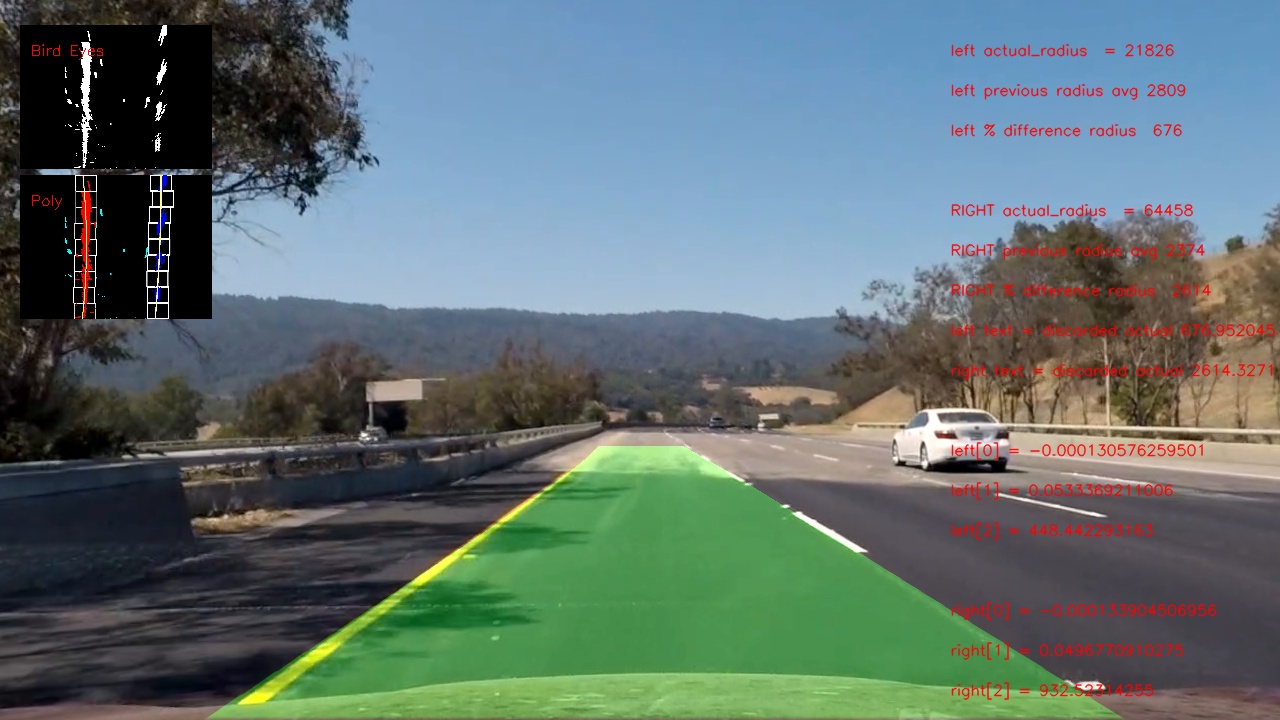 Bird Eyes
Poly
left actual_radius = 21826
left previous radius avg 2809
left % difference radius 676
RIGHT actual_radius = 64458
RIGHT previous radius avg 2374
RIGHT % difference radius 2614
left text = discarded actual 676.952045
right text = discarded actual 2614.3271
left[0] = -0.000130576259501
left[1] = 0.0533369211006
left[2] = 448.442293163
right[0] = -0.000133904506956
right[1] = 0.0496770910275
right[2] = 932.52314255